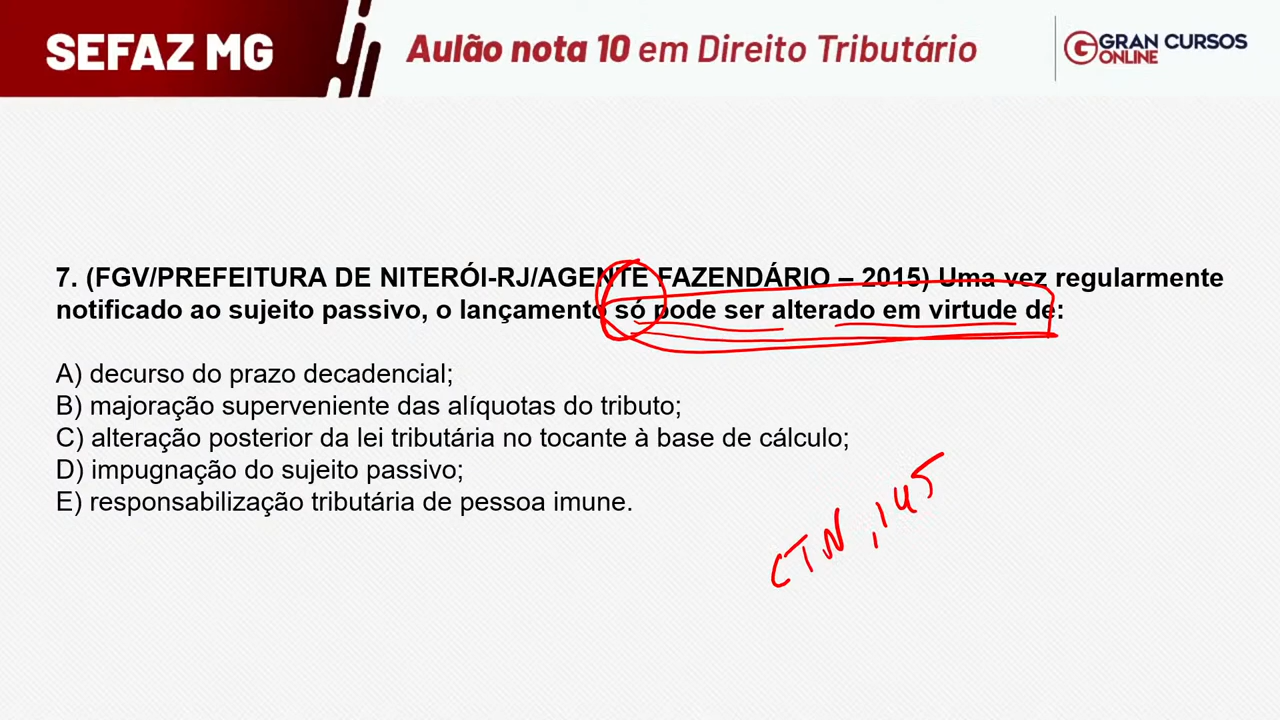 SEFAZ MG
Aulão nota 10 em Direito Tributário
GRAN CURSOS
ONLINE
7. (FGV/PREFEITURA DE NITERÓI-RJ/AGENTE FAZENDÁRIO – 2015) Uma vez regularmente
notificado ao sujeito passivo, o lançamento só pode ser alterado em virtude de:
A) decurso do prazo decadencial;
B) majoração superveniente das alíquotas do tributo;
C) alteração posterior da lei tributária no tocante à base de cálculo;
D) impugnação do sujeito passivo;
E) responsabilização tributária de pessoa imune.
CTN, 145